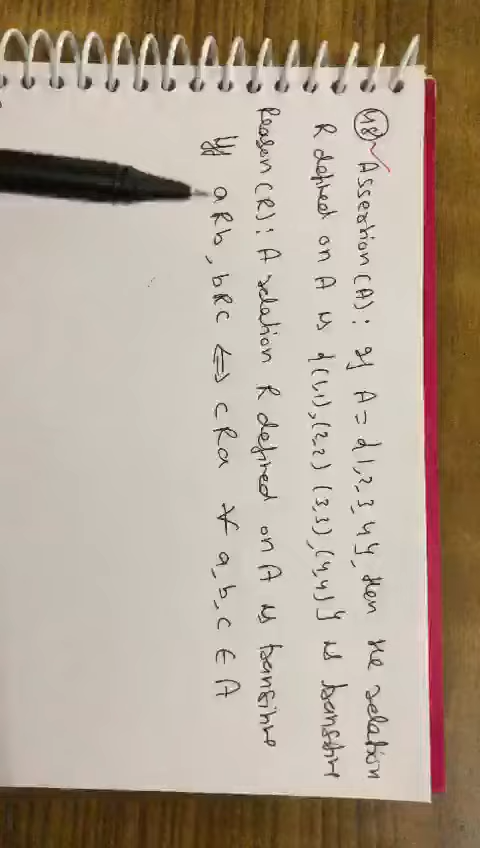 48 Assertion (A): If A = {1,2,3,4}, then the relation
R defined on A is {(1,1),(2,2) (3,3),(4,4)} is transitive
Reason (R): A relation R defined on A is transitive
iff aRb, bRc ⇔ cRa ∀ a, b, c ∈ A